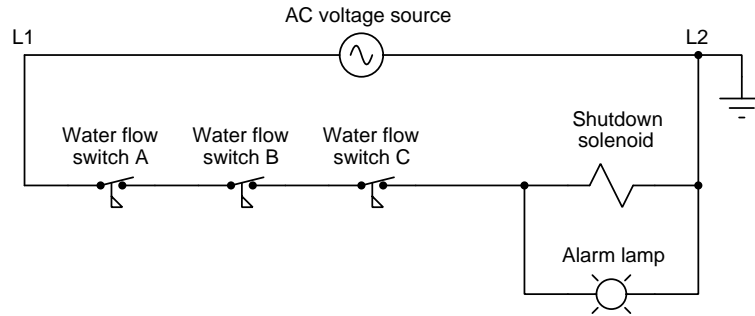 AC voltage source
L1
L2
Water flow
switch A
Water flow
switch B
Water flow
switch C
Shutdown
solenoid
Alarm lamp